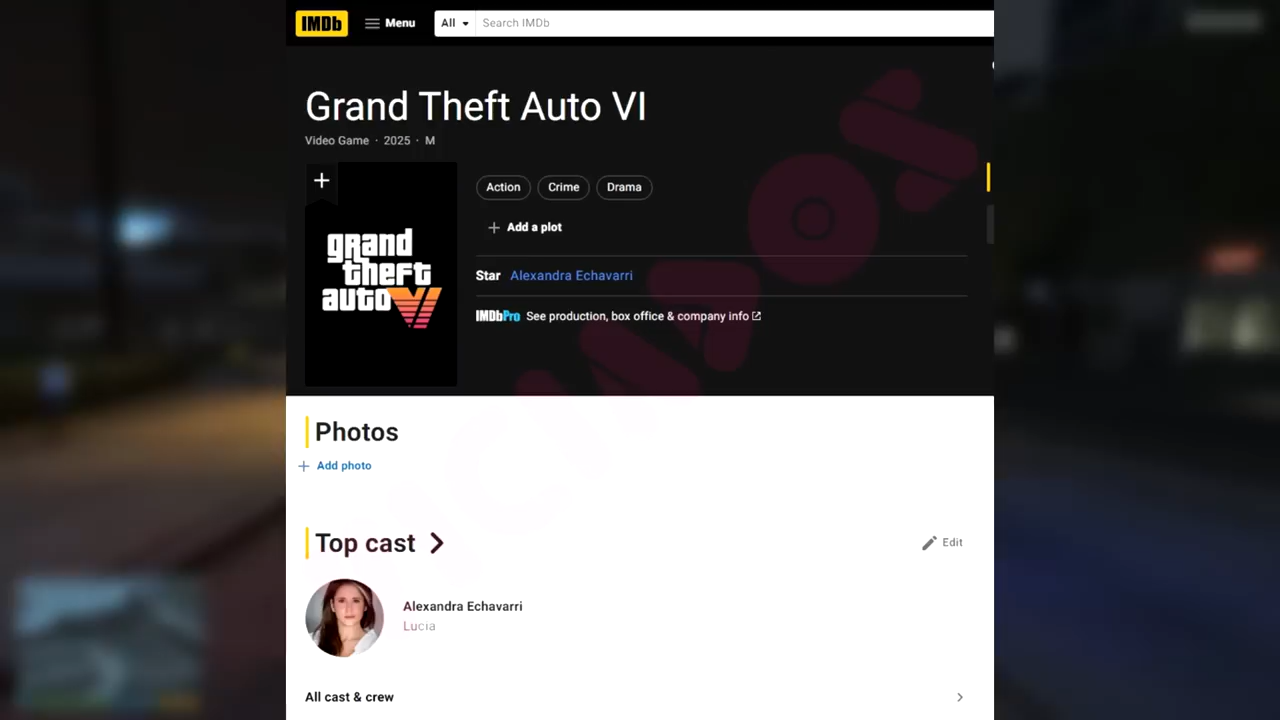 IMDb
Menu
All
Search IMDb
Grand Theft Auto VI
Video Game · 2025 · M
grand
theft
auto VI
Action
Crime
Drama
Add a plot
Star Alexandra Echavarri
IMDbPro See production, box office & company info
Photos
Add photo
Top cast
Edit
Alexandra Echavarri
Lucia
All cast & crew